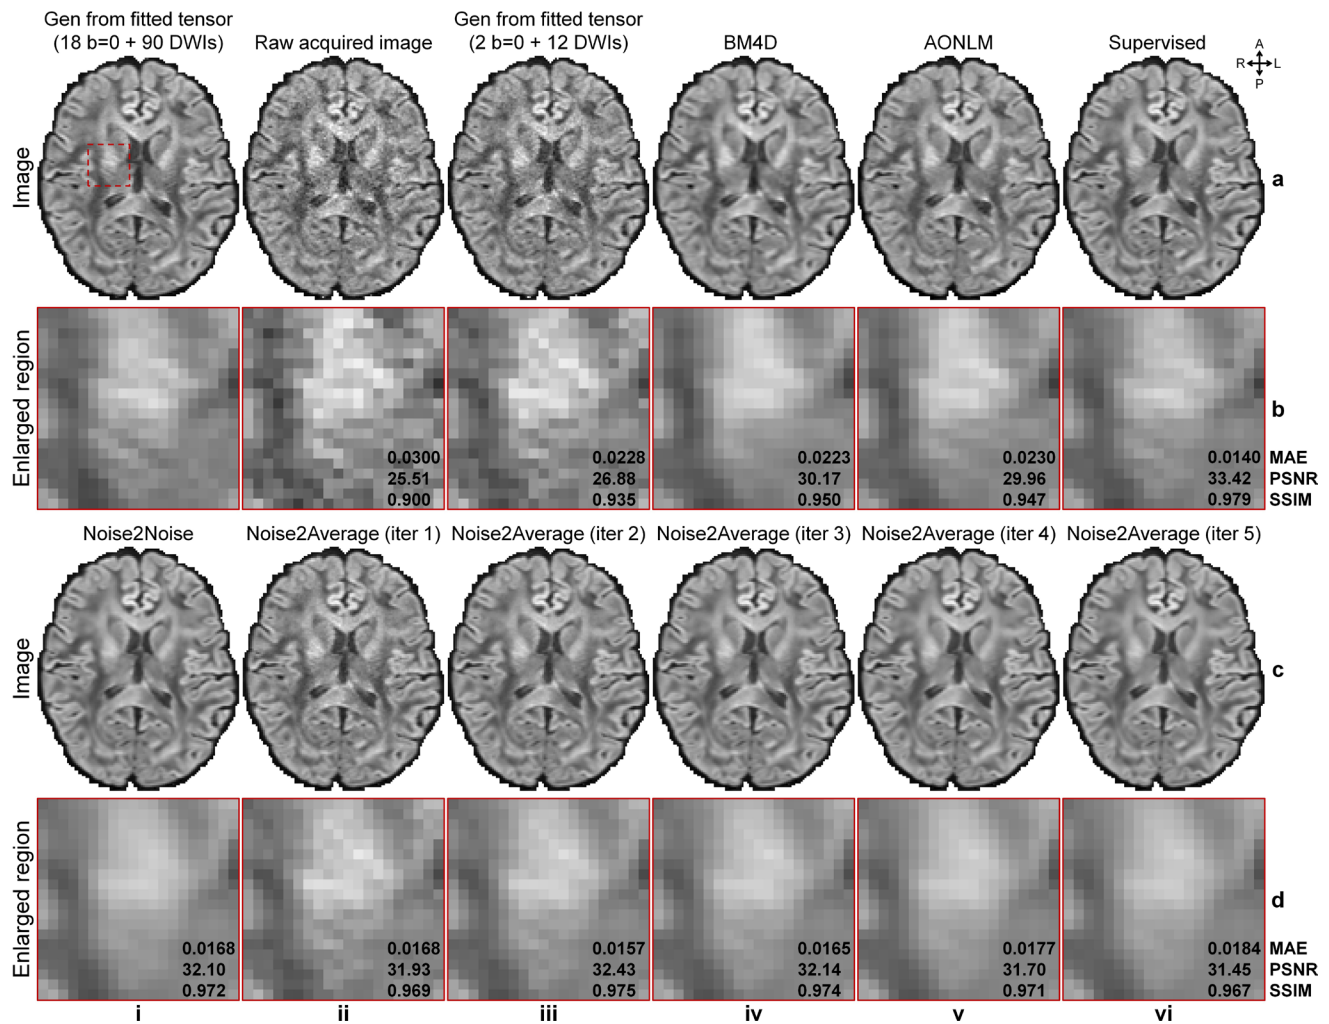 Gen from fitted tensor
(18 b=0 + 90 DWIs)
Raw acquired image
Gen from fitted tensor
(2 b=0 + 12 DWIs)
BM4D
AONLM
Supervised
A
R L
P
Image
a
Enlarged region
b
0.0300 0.0228 0.0223 0.0230 0.0140 MAE
25.51 26.88 30.17 29.96 33.42 PSNR
0.900 0.935 0.950 0.947 0.979 SSIM
Noise2Noise Noise2Average (iter 1) Noise2Average (iter 2) Noise2Average (iter 3) Noise2Average (iter 4) Noise2Average (iter 5)
Image
c
Enlarged region
d
0.0168 0.0168 0.0157 0.0165 0.0177 0.0184 MAE
32.10 31.93 32.43 32.14 31.70 31.45 PSNR
0.972 0.969 0.975 0.974 0.971 0.967 SSIM
i ii iii iv v vi